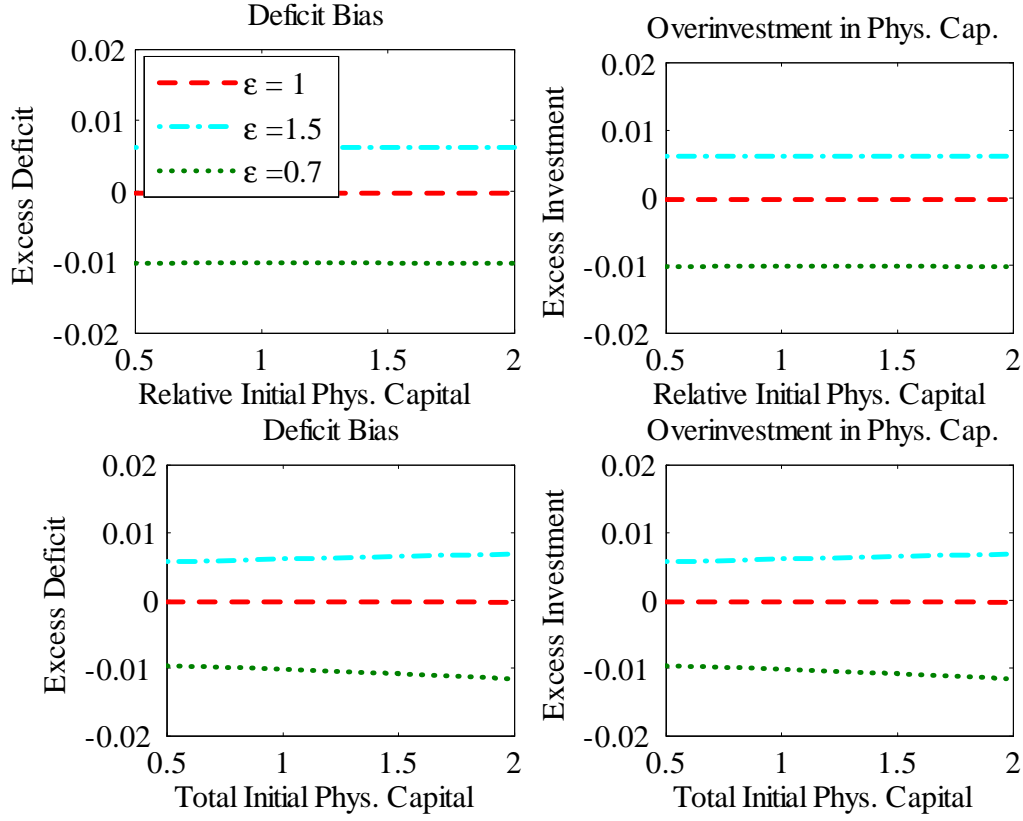 Deficit Bias
Excess Deficit
0.02
0.01
0
-0.01
-0.02
ε = 1
ε =1.5
ε =0.7
0.5 1 1.5 2
Relative Initial Phys. Capital
Overinvestment in Phys. Cap.
Excess Investment
0.02
0.01
0
-0.01
-0.02
0.5 1 1.5 2
Relative Initial Phys. Capital
Deficit Bias
Excess Deficit
0.02
0.01
0
-0.01
-0.02
0.5 1 1.5 2
Total Initial Phys. Capital
Overinvestment in Phys. Cap.
Excess Investment
0.02
0.01
0
-0.01
-0.02
0.5 1 1.5 2
Total Initial Phys. Capital